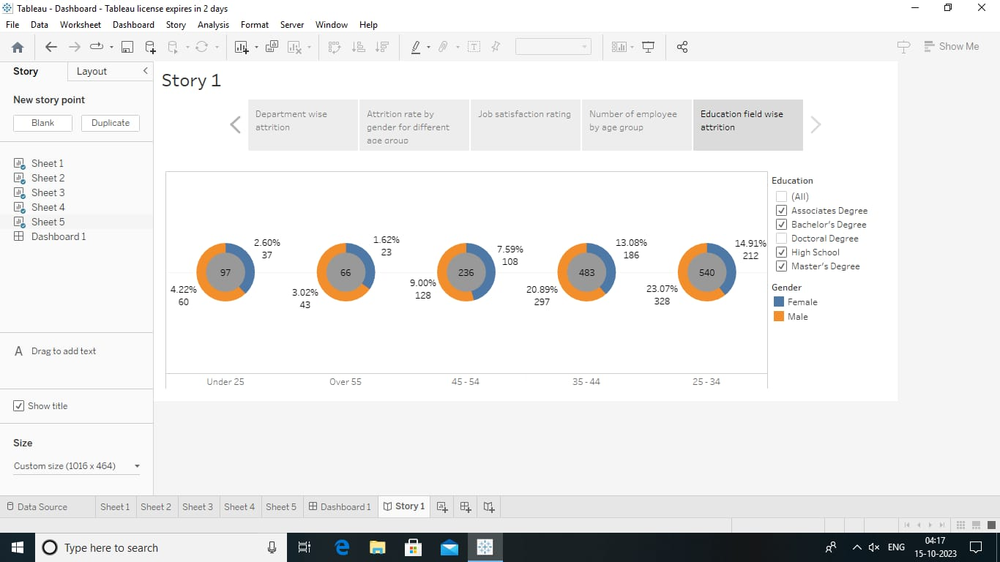 Tableau - Dashboard - Tableau license expires in 2 days
File Data Worksheet Dashboard Story Analysis Format Server Window Help
Show Me
Story Layout
New story point
Blank Duplicate
Sheet 1
Sheet 2
Sheet 3
Sheet 4
Sheet 5
Dashboard 1
A Drag to add text
Show title
Size
Custom size (1016 x 464)
Story 1
Department wise
attrition
Attrition rate by
gender for different
age group
Job satisfaction rating
Number of employee
by age group
Education field wise
attrition
2.60%
37
97
4.22%
60
1.62%
23
66
3.02%
43
7.59%
108
236
9.00%
128
13.08%
186
483
20.89%
297
14.91%
212
540
23.07%
328
Under 25 Over 55 45 - 54 35 - 44 25 - 34
Education
(All)
Associates Degree
Bachelor's Degree
Doctoral Degree
High School
Master's Degree
Gender
Female
Male
Data Source Sheet 1 Sheet 2 Sheet 3 Sheet 4 Sheet 5 Dashboard 1 Story 1
Type here to search
ENG
04:17
15-10-2023